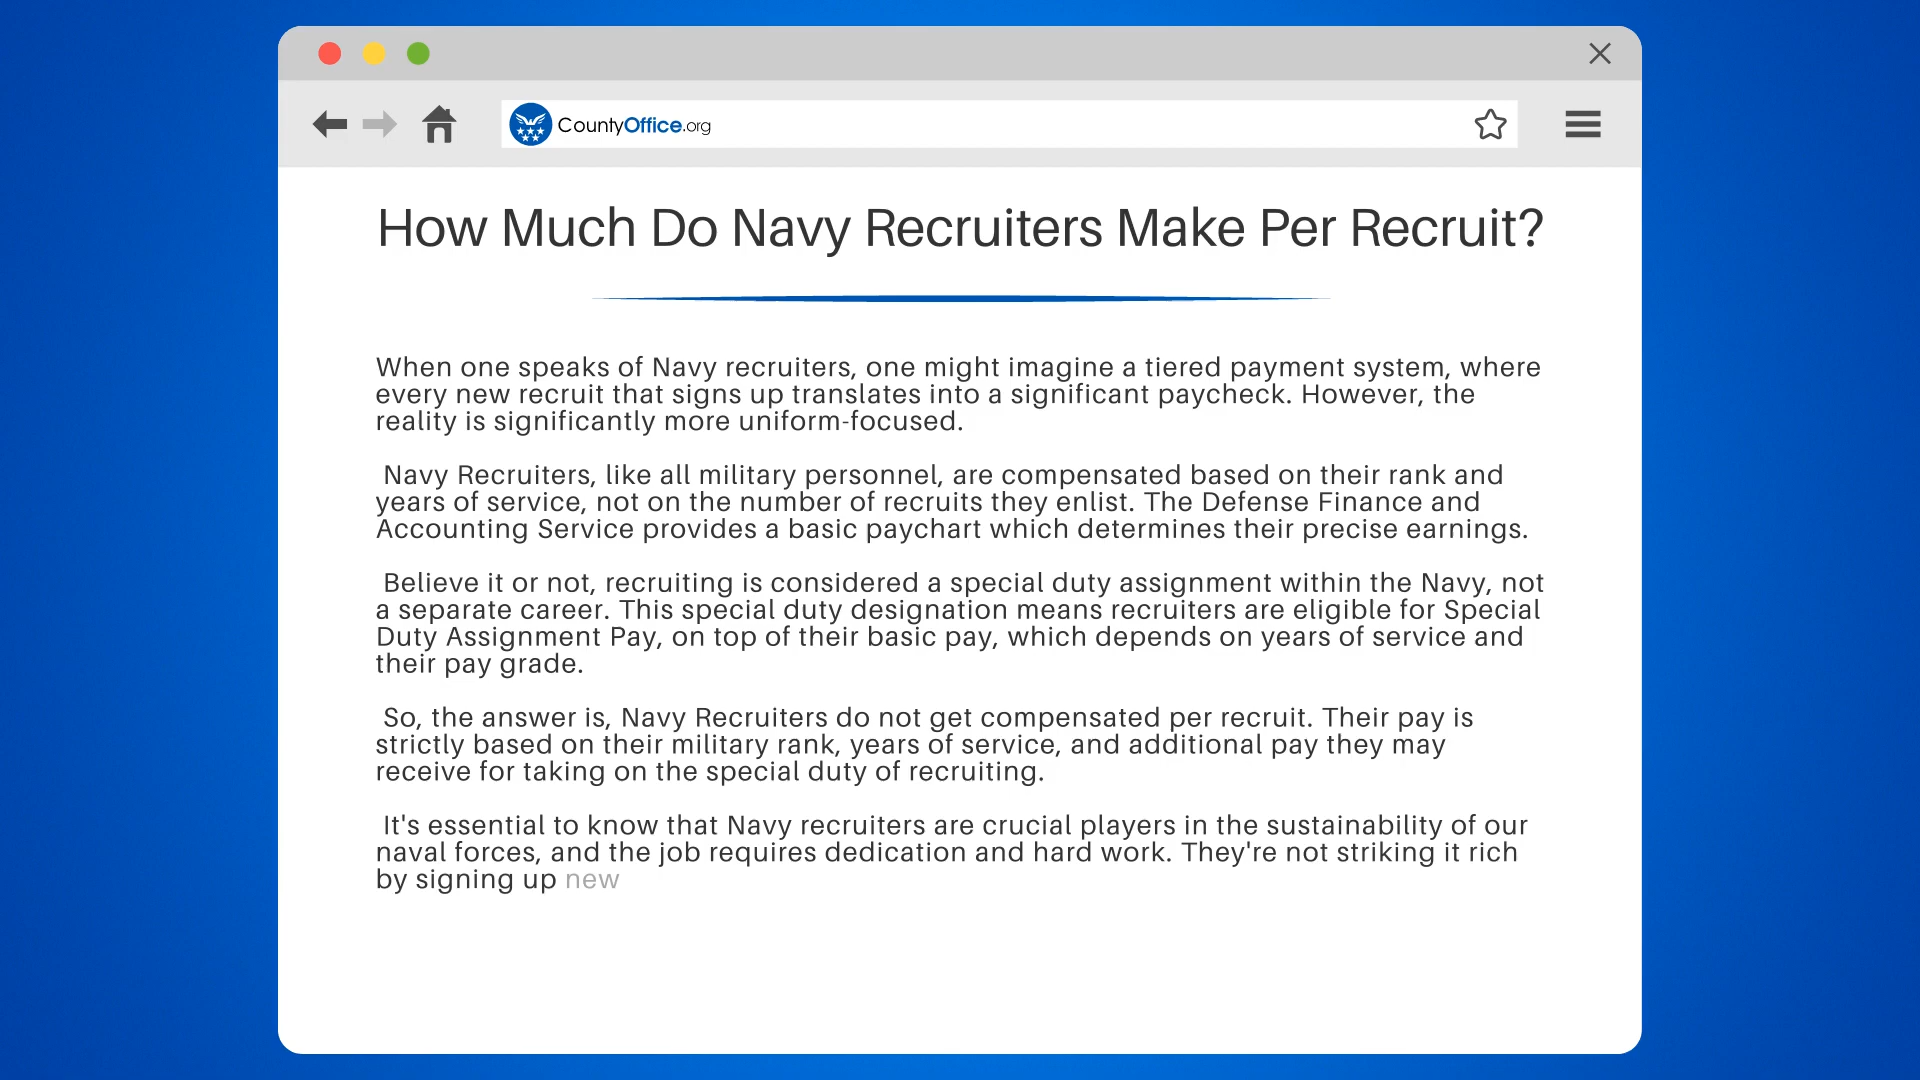 CountyOffice.org
How Much Do Navy Recruiters Make Per Recruit?
When one speaks of Navy recruiters, one might imagine a tiered payment system, where
every new recruit that signs up translates into a significant paycheck. However, the
reality is significantly more uniform-focused.
Navy Recruiters, like all military personnel, are compensated based on their rank and
years of service, not on the number of recruits they enlist. The Defense Finance and
Accounting Service provides a basic paychart which determines their precise earnings.
Believe it or not, recruiting is considered a special duty assignment within the Navy, not
a separate career. This special duty designation means recruiters are eligible for Special
Duty Assignment Pay, on top of their basic pay, which depends on years of service and
their pay grade.
So, the answer is, Navy Recruiters do not get compensated per recruit. Their pay is
strictly based on their military rank, years of service, and additional pay they may
receive for taking on the special duty of recruiting.
It's essential to know that Navy recruiters are crucial players in the sustainability of our
naval forces, and the job requires dedication and hard work. They're not striking it rich
by signing up new